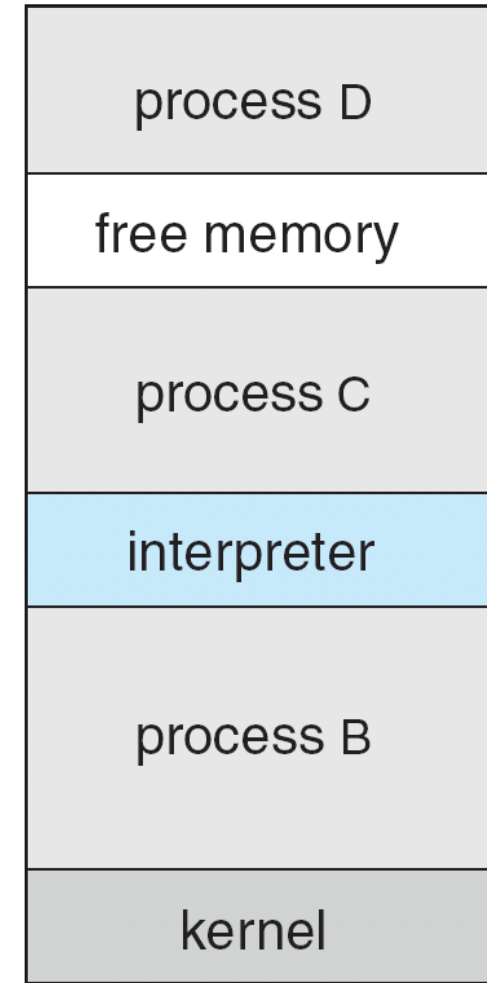 process D
free memory
process C
interpreter
process B
kernel